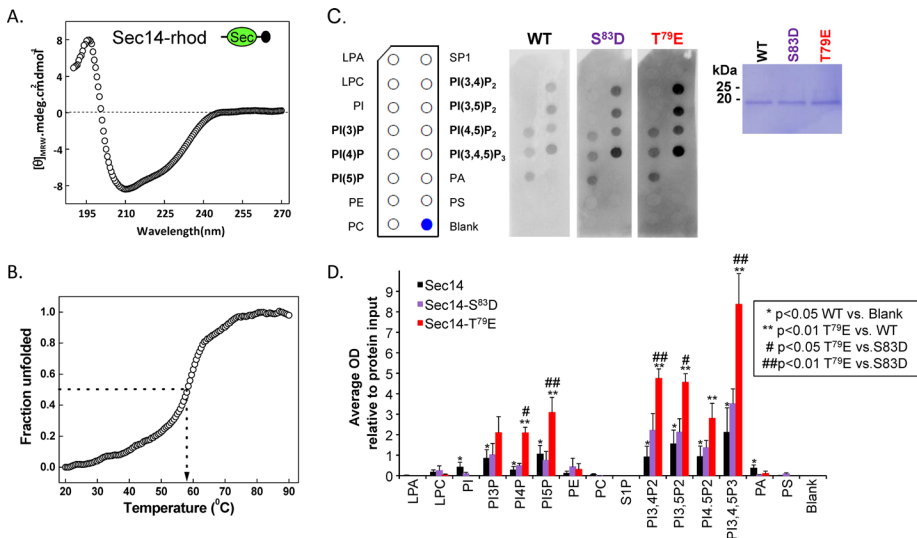 A.
Sec14-rhod
Sec
[θ]MRW.mdeg.cm2dmol-1
8
4
0
-4
-8
195
210
225
240
255
270
Wavelength(nm)
B.
Fraction unfolded
1.0
0.8
0.6
0.4
0.2
0.0
20
30
40
50
60
70
80
90
Temperature (0C)
C.
LPA
SP1
LPC
PI(3,4)P2
PI
PI(3,5)P2
PI(3)P
PI(4,5)P2
PI(4)P
PI(3,4,5)P3
PI(5)P
PA
PE
PS
PC
Blank
WT
S83D
T79E
kDa
25
20
WT
S83D
T79E
D.
Average OD
relative to protein input
9
8
7
6
5
4
3
2
1
0
Sec14
Sec14-S83D
Sec14-T79E
*
*
*
# **
*
## **
*
## **
*
# **
*
**
*
## **
*
LPA
LPC
PI
PI3P
PI4P
PI5P
PE
PC
S1P
PI3,4P2
PI3,5P2
PI4.5P2
PI3,4,5P3
PA
PS
Blank
* p<0.05 WT vs. Blank
** p<0.01 T79E vs. WT
# p<0.05 T79E vs.S83D
##p<0.01 T79E vs.S83D